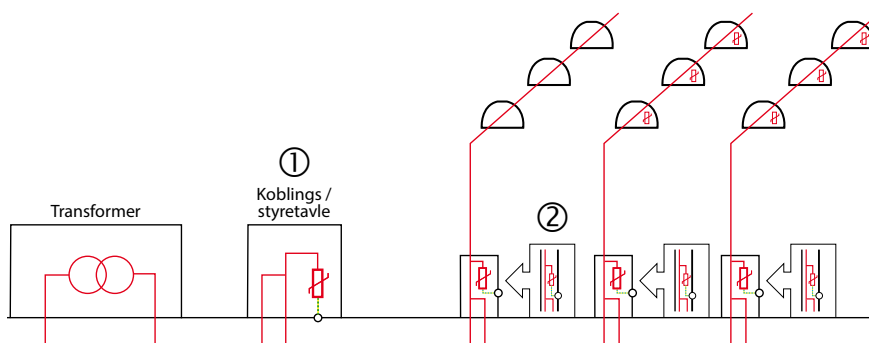 ①
Koblings /
styretavle
Transformer
②